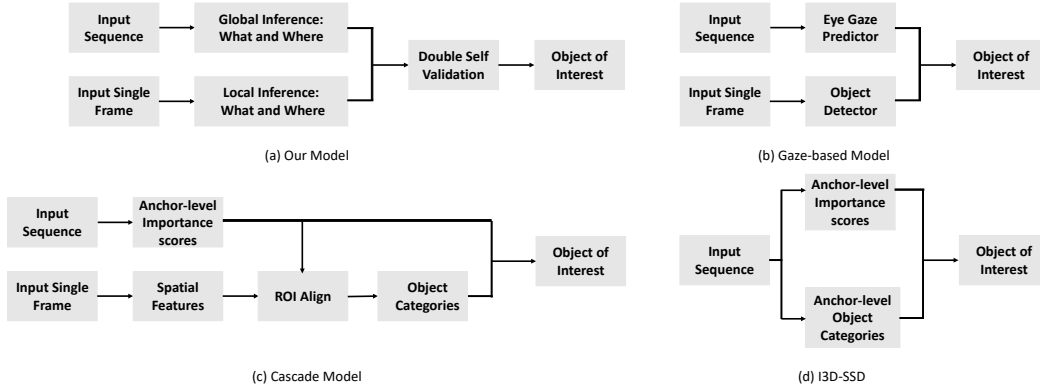 Input
Sequence
Global Inference:
What and Where
Input Single
Frame
Local Inference:
What and Where
Double Self
Validation
Object of
Interest
(a) Our Model
Input
Sequence
Eye Gaze
Predictor
Input Single
Frame
Object
Detector
Object of
Interest
(b) Gaze-based Model
Input
Sequence
Anchor-level
Importance
scores
Input Single
Frame
Spatial
Features
ROI Align
Object
Categories
Object of
Interest
(c) Cascade Model
Input
Sequence
Anchor-level
Importance
scores
Anchor-level
Object
Categories
Object of
Interest
(d) I3D-SSD